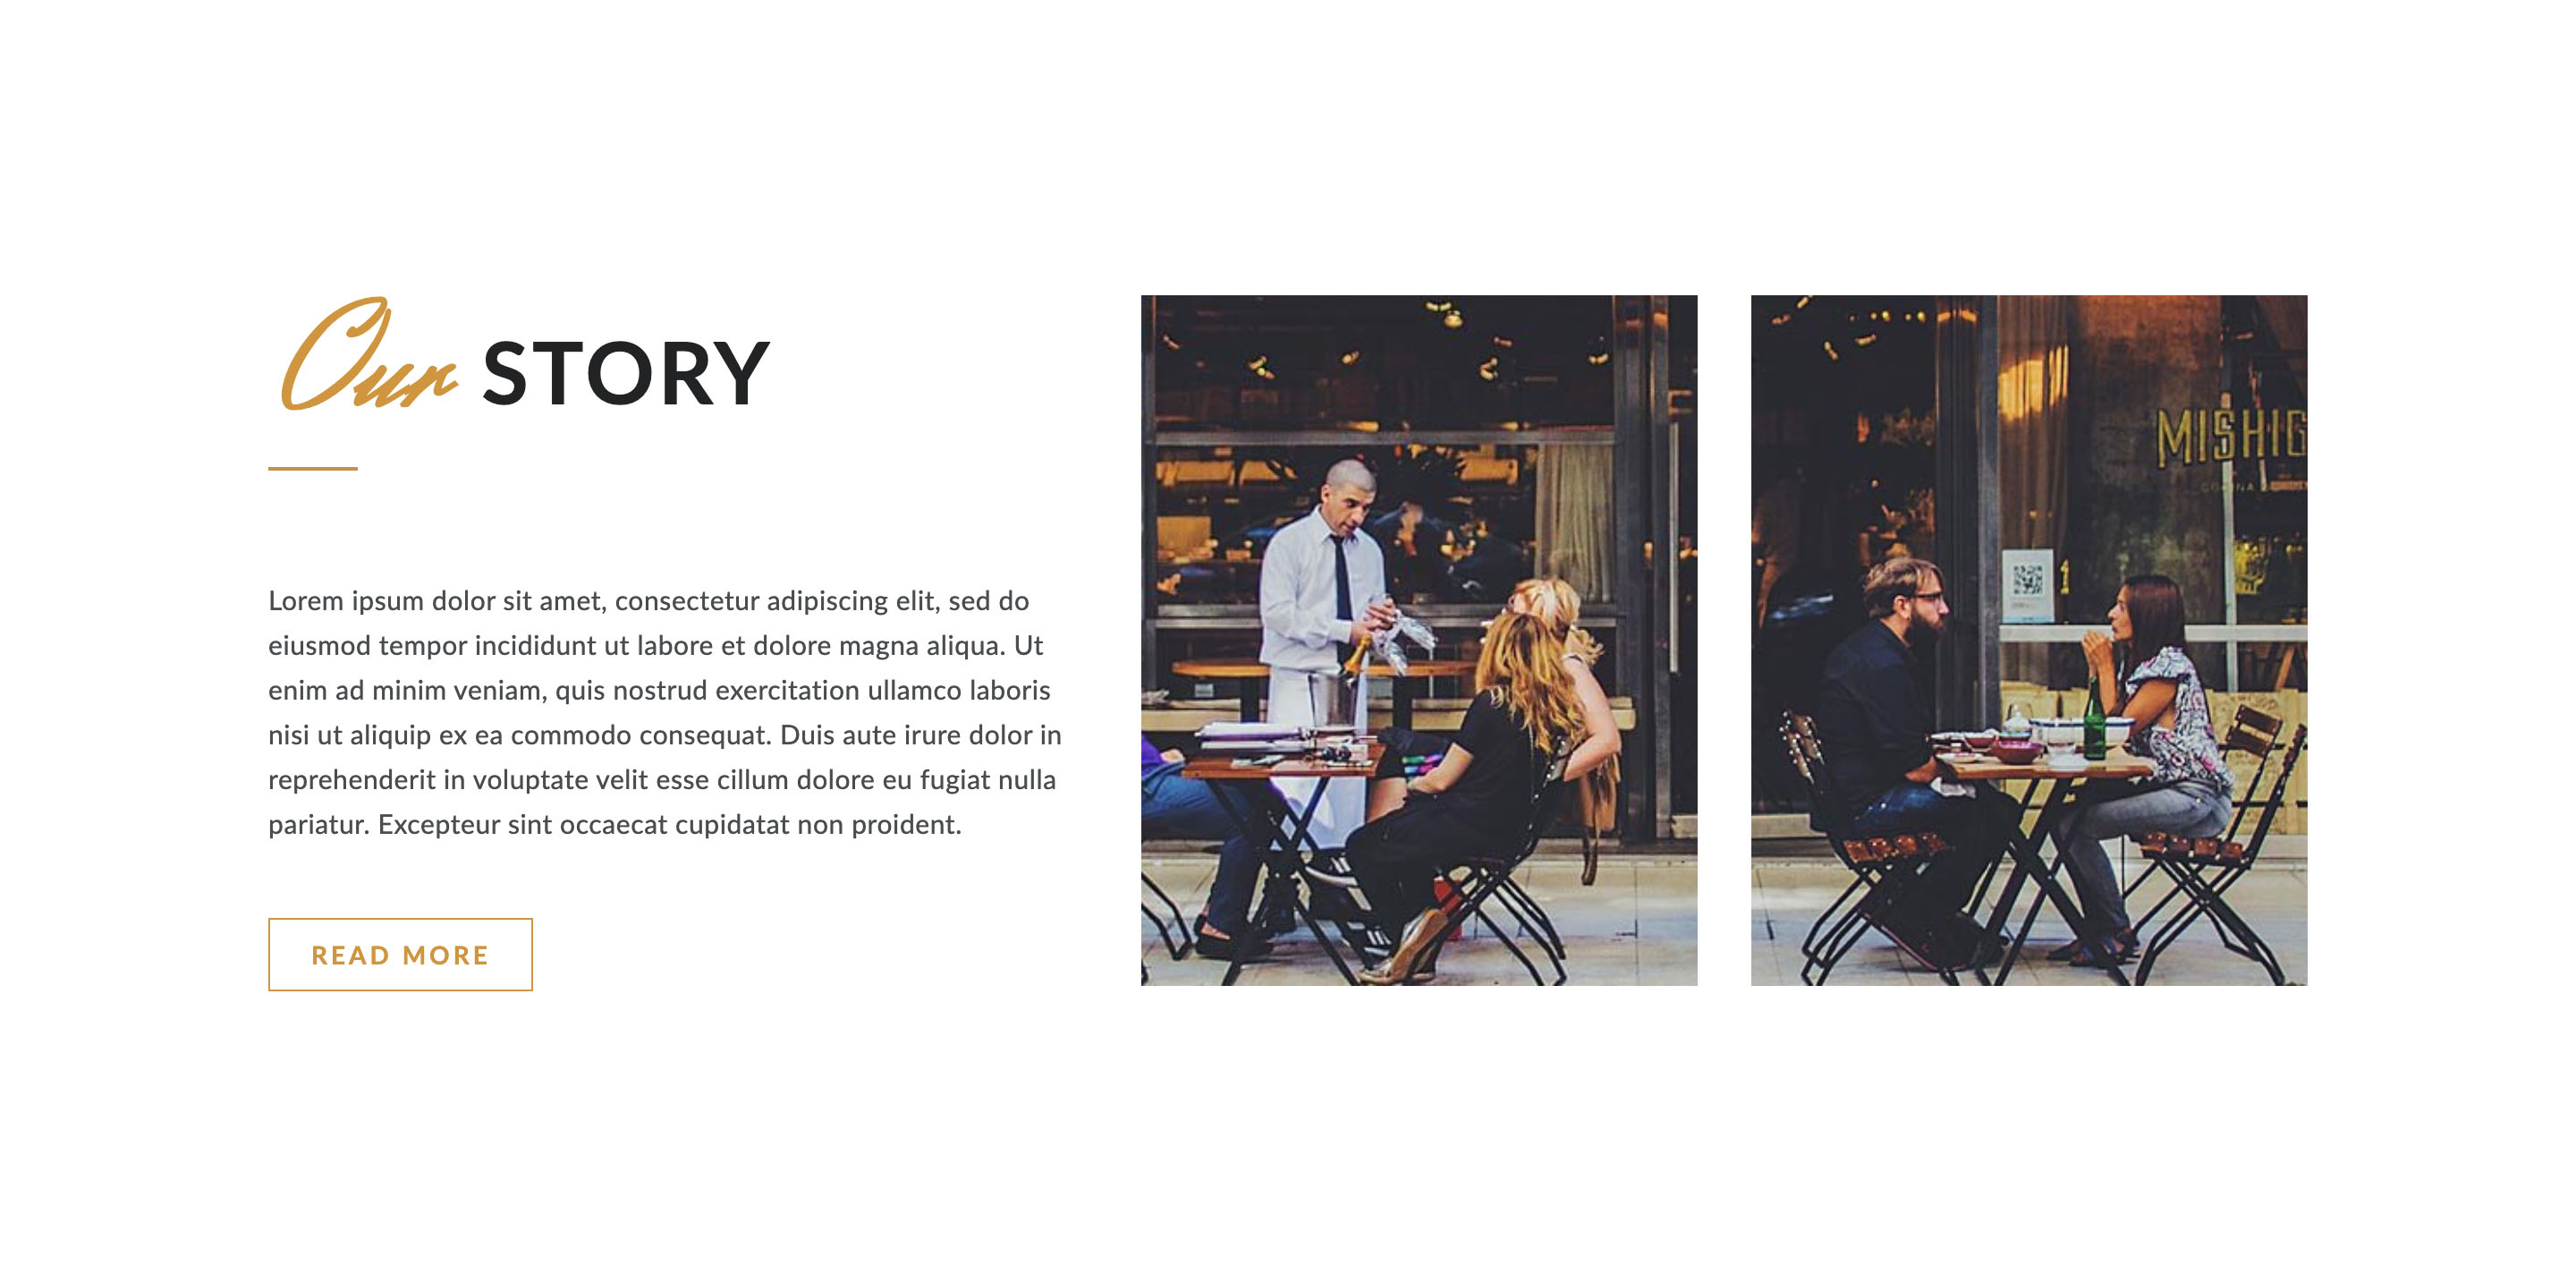 Our STORY
Lorem ipsum dolor sit amet, consectetur adipiscing elit, sed do
eiusmod tempor incididunt ut labore et dolore magna aliqua. Ut
enim ad minim veniam, quis nostrud exercitation ullamco laboris
nisi ut aliquip ex ea commodo consequat. Duis aute irure dolor in
reprehenderit in voluptate velit esse cillum dolore eu fugiat nulla
pariatur. Excepteur sint occaecat cupidatat non proident.
READ MORE
MISHIG